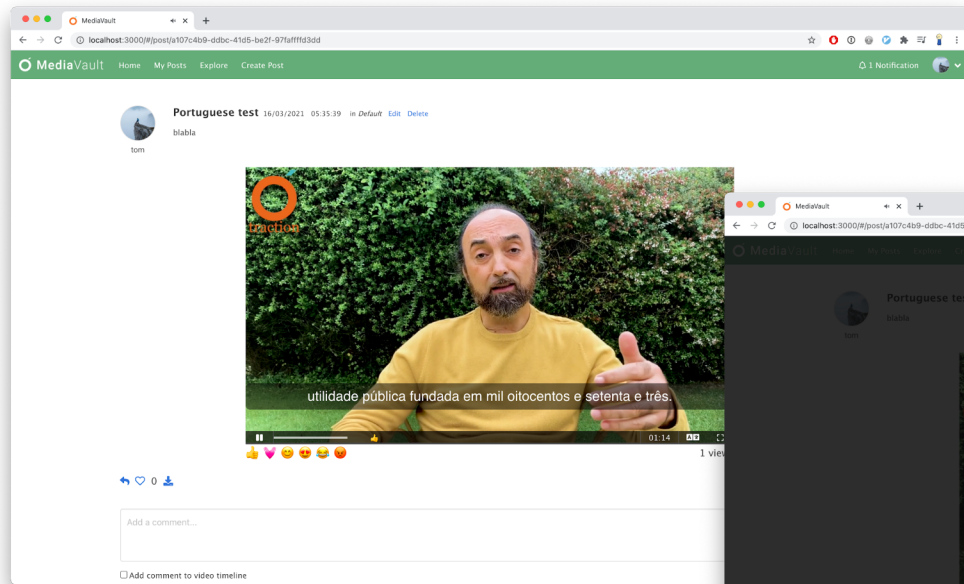 MediaVault
localhost:3000/#/post/a107c4b9-ddbc-41d5-be2f-97fafffffd3dd
MediaVault Home My Posts Explore Create Post 1 Notification
Portuguese test 16/03/2021 05:35:39 in Default Edit Delete
blabla
tom
traction
utilidade pública fundada em mil oitocentos e setenta e três.
01:14
1 view
0
Add a comment...
Add comment to video timeline
MediaVault
localhost:3000/#/post/a107c4b9-ddbc-41d5
MediaVault Home My Posts Explore
Portuguese tes
blabla
tom